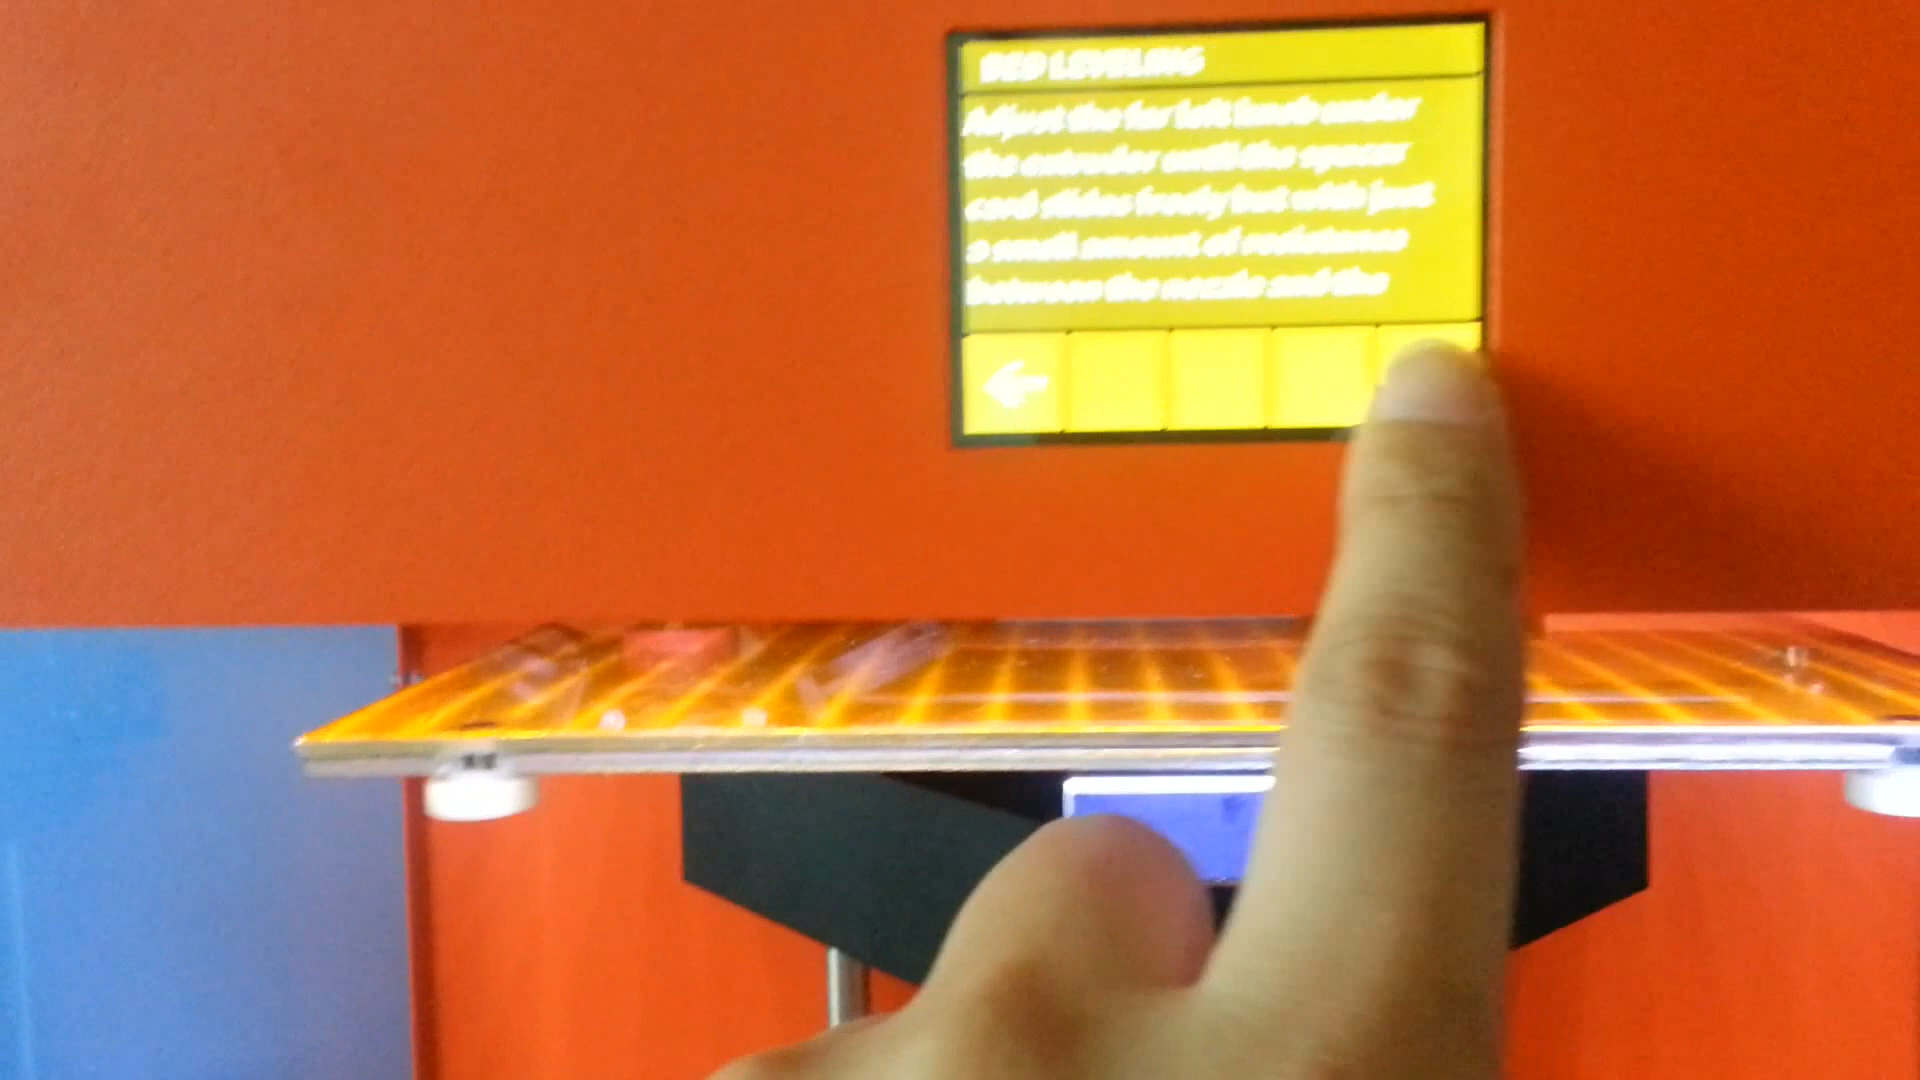 BED LEVELING
Adjust the far left knob under
the extruder until the spacer
card slides freely but with just
a small amount of resistance
between the nozzle and the